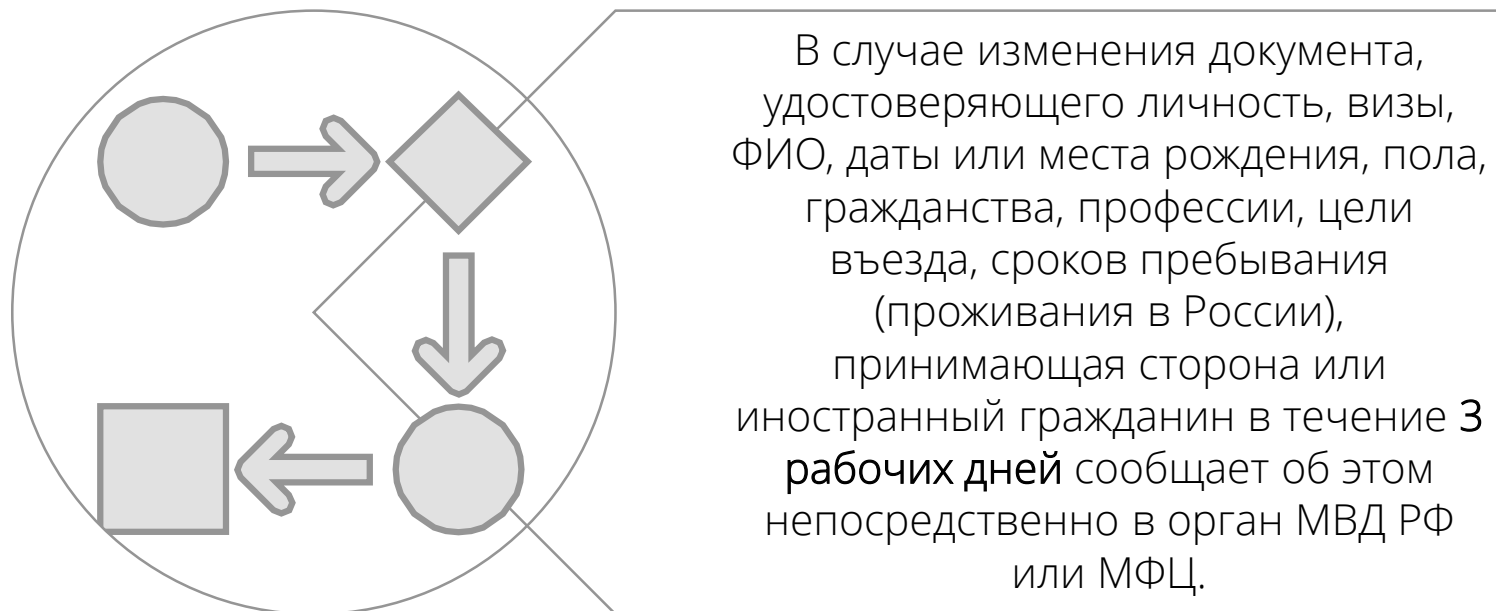 В случае изменения документа,
удостоверяющего личность, визы,
ФИО, даты или места рождения, пола,
гражданства, профессии, цели
въезда, сроков пребывания
(проживания в России),
принимающая сторона или
иностранный гражданин в течение 3
рабочих дней сообщает об этом
непосредственно в орган МВД РФ
или МФЦ.